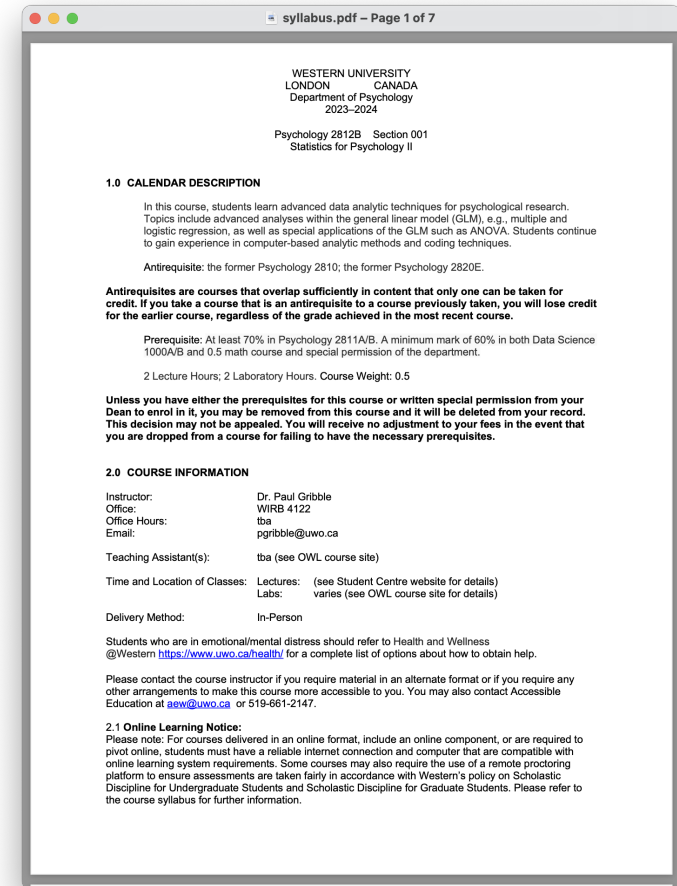 syllabus.pdf – Page 1 of 7
WESTERN UNIVERSITY
LONDON CANADA
Department of Psychology
2023–2024
Psychology 2812B Section 001
Statistics for Psychology II
1.0 CALENDAR DESCRIPTION
In this course, students learn advanced data analytic techniques for psychological research.
Topics include advanced analyses within the general linear model (GLM), e.g., multiple and
logistic regression, as well as special applications of the GLM such as ANOVA. Students continue
to gain experience in computer-based analytic methods and coding techniques.
Antirequisite: the former Psychology 2810; the former Psychology 2820E.
Antirequisites are courses that overlap sufficiently in content that only one can be taken for
credit. If you take a course that is an antirequisite to a course previously taken, you will lose credit
for the earlier course, regardless of the grade achieved in the most recent course.
Prerequisite: At least 70% in Psychology 2811A/B. A minimum mark of 60% in both Data Science
1000A/B and 0.5 math course and special permission of the department.
2 Lecture Hours; 2 Laboratory Hours. Course Weight: 0.5
Unless you have either the prerequisites for this course or written special permission from your
Dean to enrol in it, you may be removed from this course and it will be deleted from your record.
This decision may not be appealed. You will receive no adjustment to your fees in the event that
you are dropped from a course for failing to have the necessary prerequisites.
2.0 COURSE INFORMATION
Instructor: Dr. Paul Gribble
Office: WIRB 4122
Office Hours: tba
Email: pgribble@uwo.ca
Teaching Assistant(s): tba (see OWL course site)
Time and Location of Classes: Lectures: (see Student Centre website for details)
Labs: varies (see OWL course site for details)
Delivery Method: In-Person
Students who are in emotional/mental distress should refer to Health and Wellness
@Western https://www.uwo.ca/health/ for a complete list of options about how to obtain help.
Please contact the course instructor if you require material in an alternate format or if you require any
other arrangements to make this course more accessible to you. You may also contact Accessible
Education at aew@uwo.ca or 519-661-2147.
2.1 Online Learning Notice:
Please note: For courses delivered in an online format, include an online component, or are required to
pivot online, students must have a reliable internet connection and computer that are compatible with
online learning system requirements. Some courses may also require the use of a remote proctoring
platform to ensure assessments are taken fairly in accordance with Western's policy on Scholastic
Discipline for Undergraduate Students and Scholastic Discipline for Graduate Students. Please refer to
the course syllabus for further information.